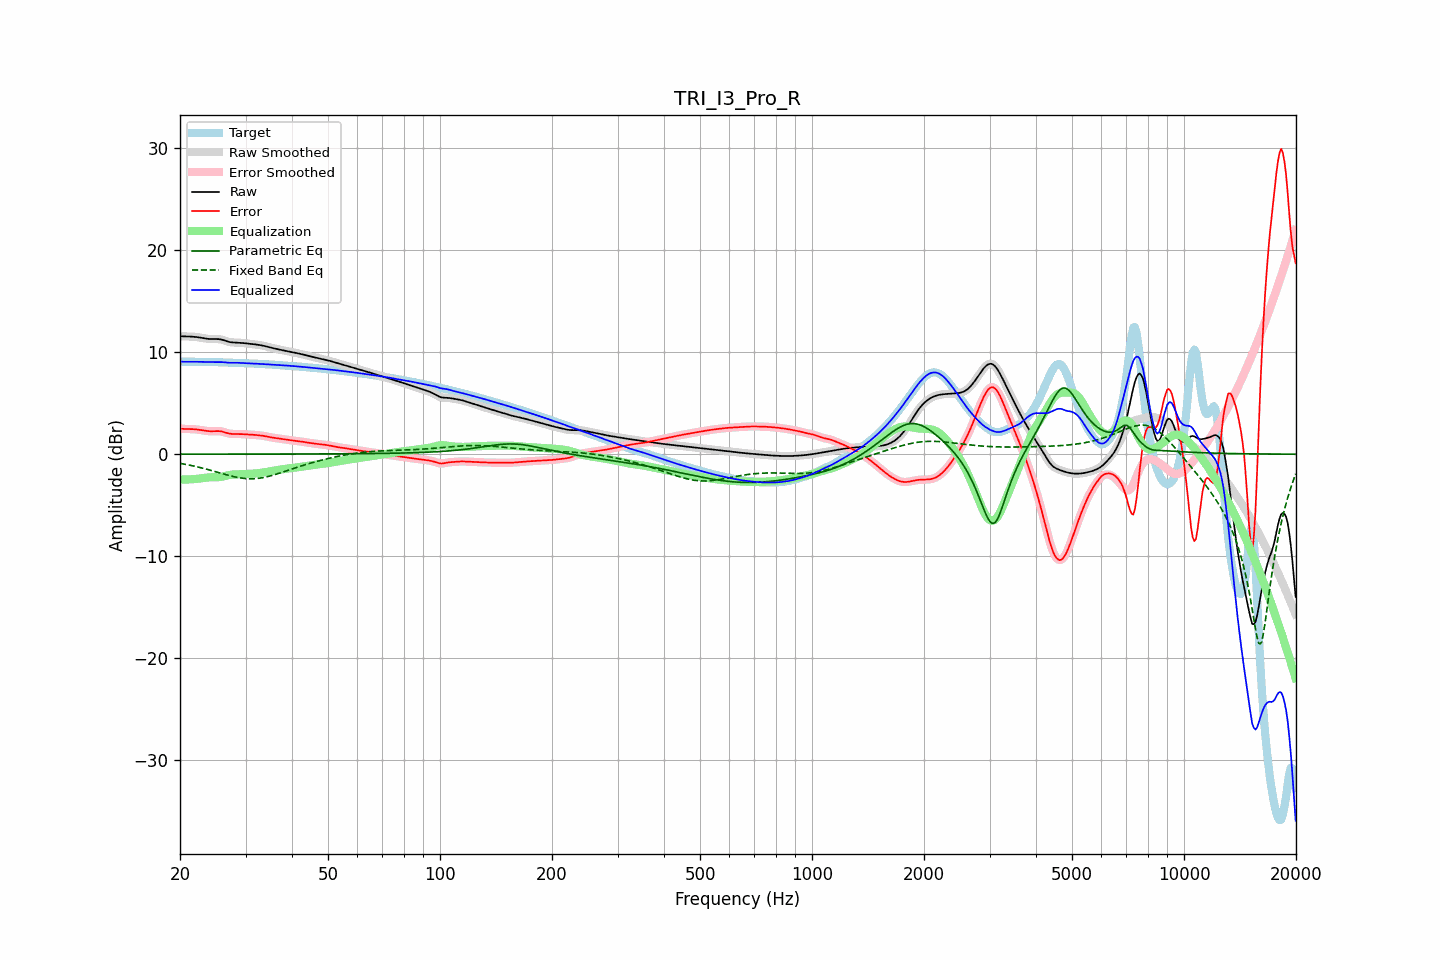 TRI_I3_Pro_R
Target
Raw Smoothed
Error Smoothed
Raw
Error
Equalization
Parametric Eq
Fixed Band Eq
Equalized
30
20
10
0
−10
−20
−30
Amplitude (dBr)
20 50 100 200 500 1000 2000 5000 10000 20000
Frequency (Hz)